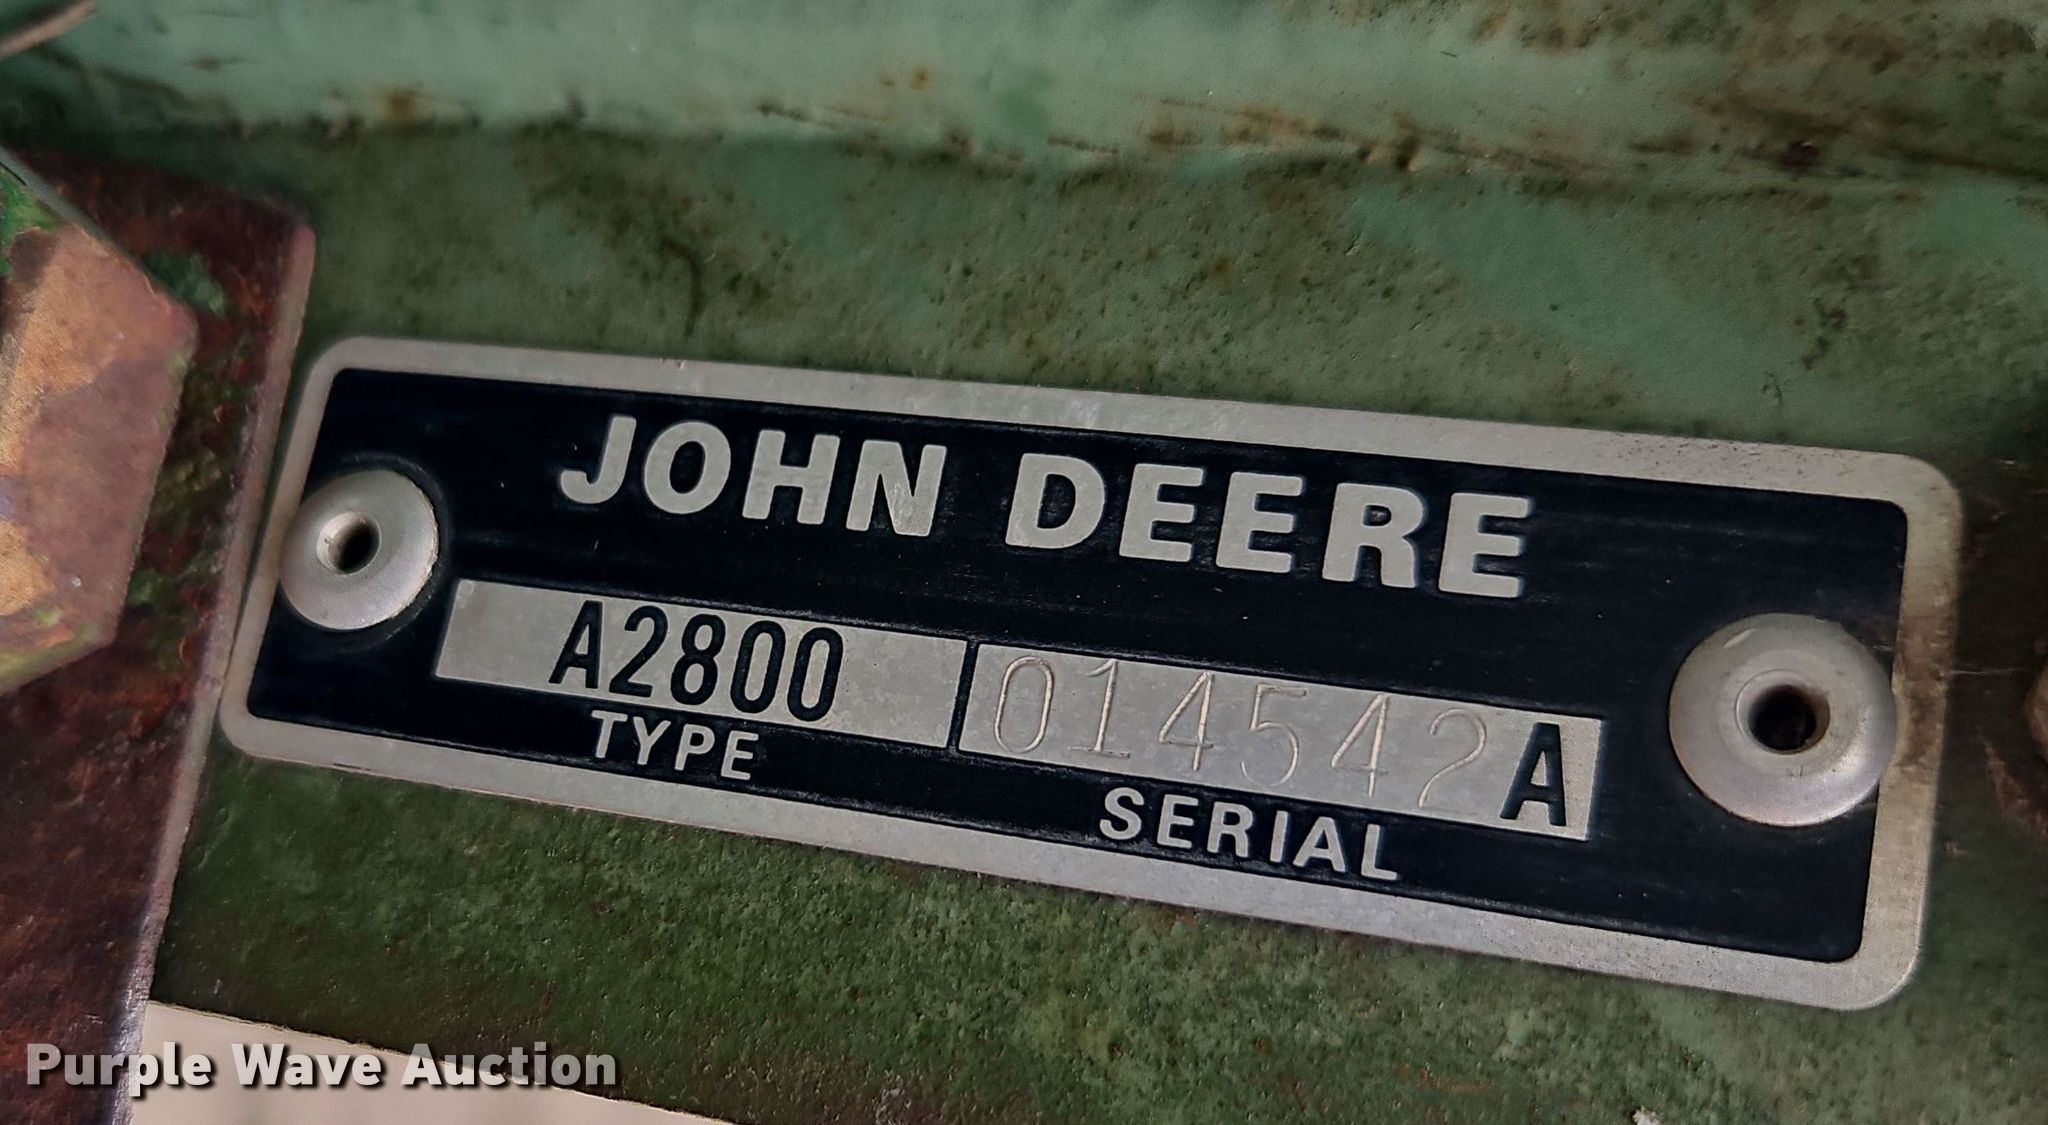 JOHN DEERE
A2800 014542A
TYPE SERIAL
Purple Wave Auction